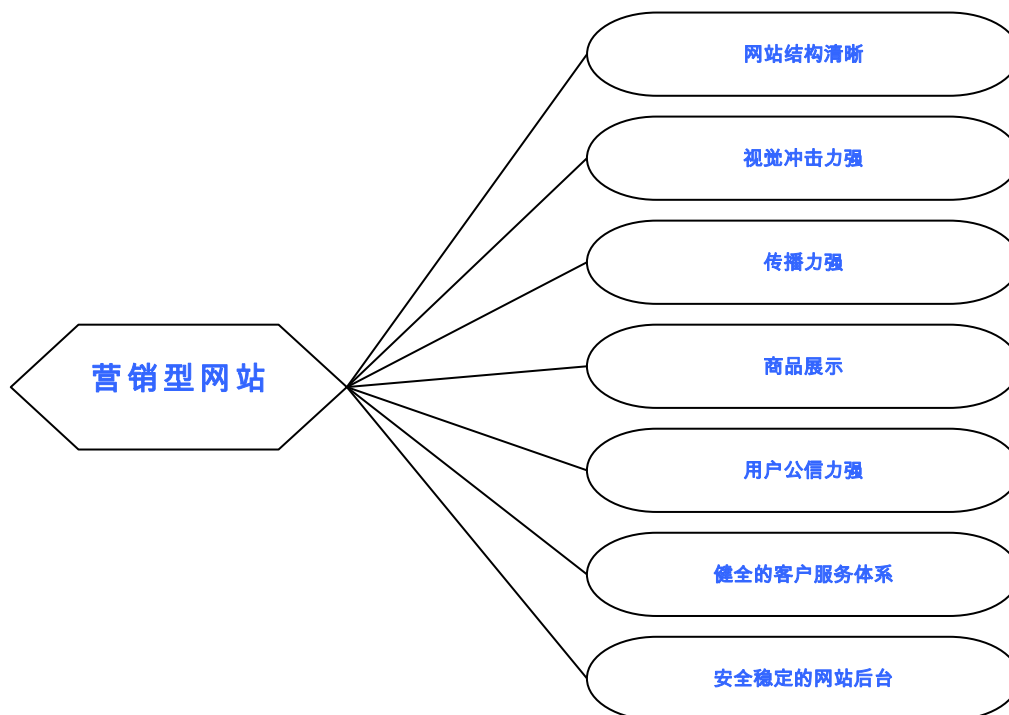 营销型网站
网站结构清晰
视觉冲击力强
传播力强
商品展示
用户公信力强
健全的客户服务体系
安全稳定的网站后台